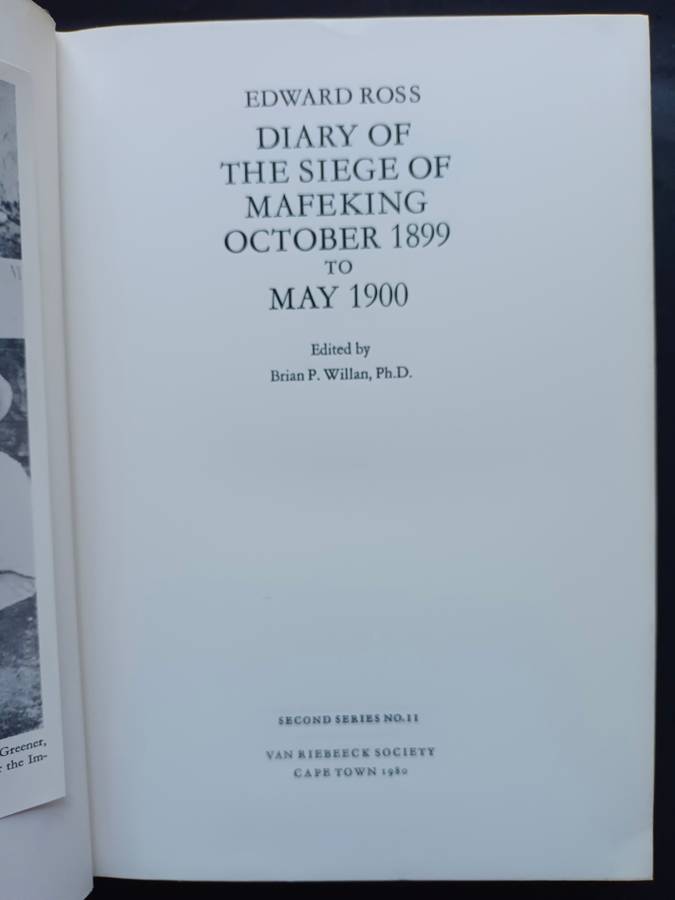 Greener,
r the Im-
EDWARD ROSS
DIARY OF
THE SIEGE OF
MAFEKING
OCTOBER 1899
TO
MAY 1900
Edited by
Brian P. Willan, Ph.D.
SECOND SERIES NO. 11
VAN RIEBEECK SOCIETY
CAPE TOWN 1980